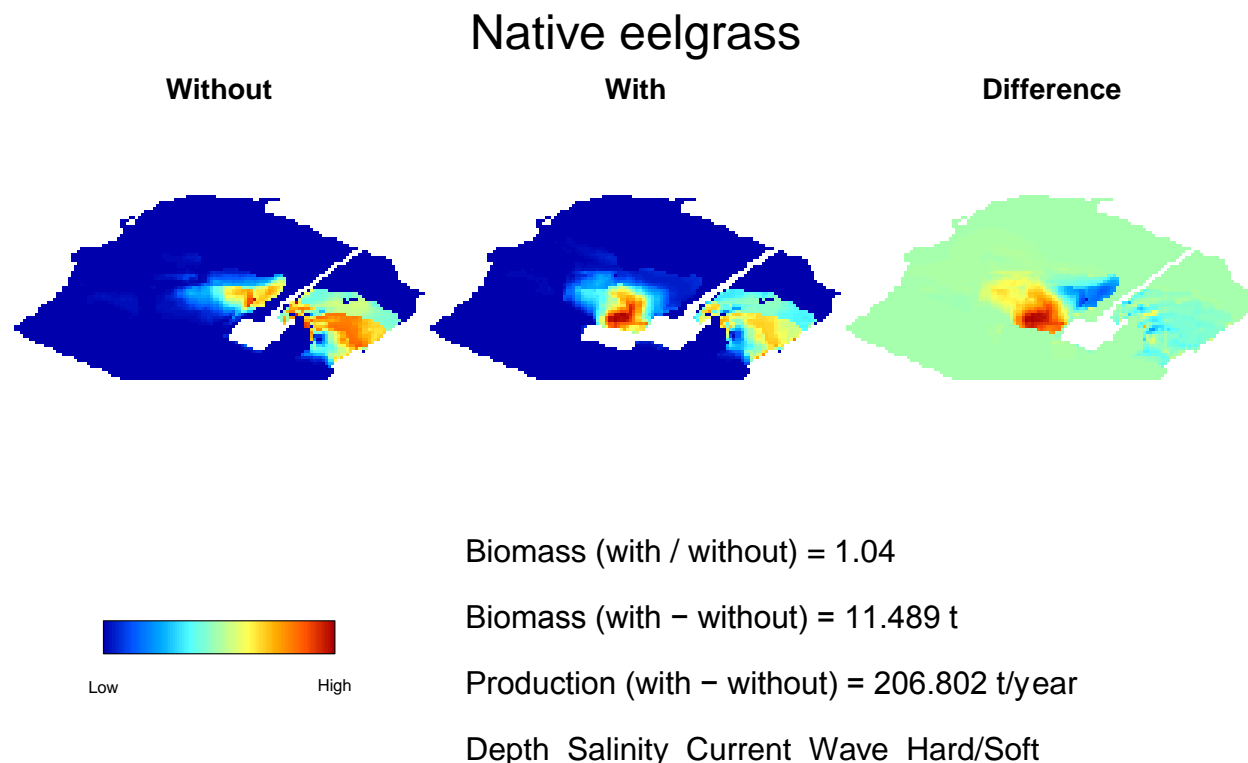 Native eelgrass
Without With Difference
Biomass (with / without) = 1.04
Biomass (with − without) = 11.489 t
Low High
Production (with − without) = 206.802 t/year
Depth Salinity Current Wave Hard/Soft